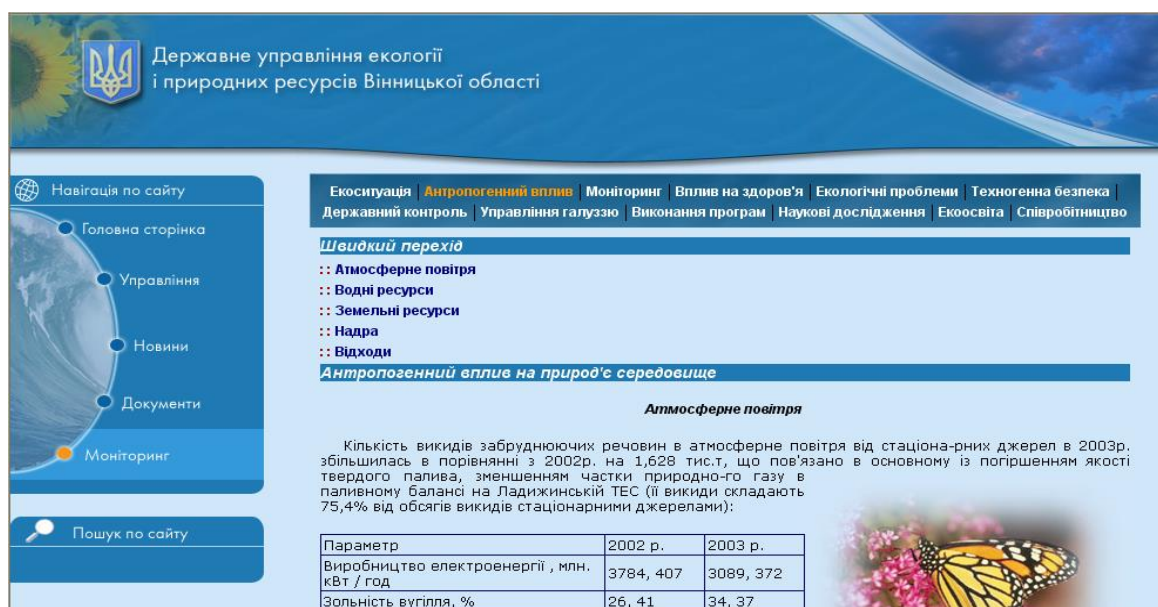 Державне управління екології
і природних ресурсів Вінницької області
Навігація по сайту
Головна сторінка
Управління
Новини
Документи
Моніторинг
Пошук по сайту
Екоситуація | Антропогенний вплив | Моніторинг | Вплив на здоров'я | Екологічні проблеми | Техногенна безпека |
Державний контроль | Управління галуззю | Виконання програм | Наукові дослідження | Екоосвіта | Співробітництво
Швидкий перехід
:: Атмосферне повітря
:: Водні ресурси
:: Земельні ресурси
:: Надра
:: Відходи
Антропогенний вплив на природ'є середовище
Атмосферне повітря
Кількість викидів забруднюючих речовин в атмосферне повітря від стаціона-рних джерел в 2003р.
збільшилась в порівнянні з 2002р. на 1,628 тис.т, що пов'язано в основному із погіршенням якості
твердого палива, зменшенням частки природно-го газу в
паливному балансі на Ладижинській ТЕС (її викиди складають
75,4% від обсягів викидів стаціонарними джерелами):
Параметр 2002 р. 2003 р.
Виробництво електроенергії , млн.
кВт / год 3784, 407 3089, 372
Зольність вугілля, % 26, 41 34, 37